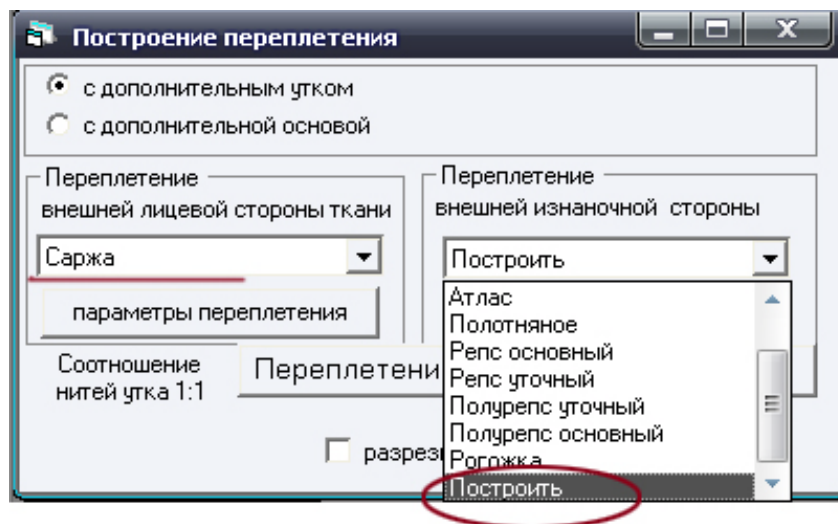 Построение переплетения
с дополнительным утком
с дополнительной основой
Переплетение
внешней лицевой стороны ткани
Саржа
параметры переплетения
Переплетение
внешней изнаночной стороны
Построить
Атлас
Полотняное
Репс основный
Репс уточный
Полурепс уточный
Полурепс основный
Рогожка
Построить
Соотношение
нитей утка 1:1